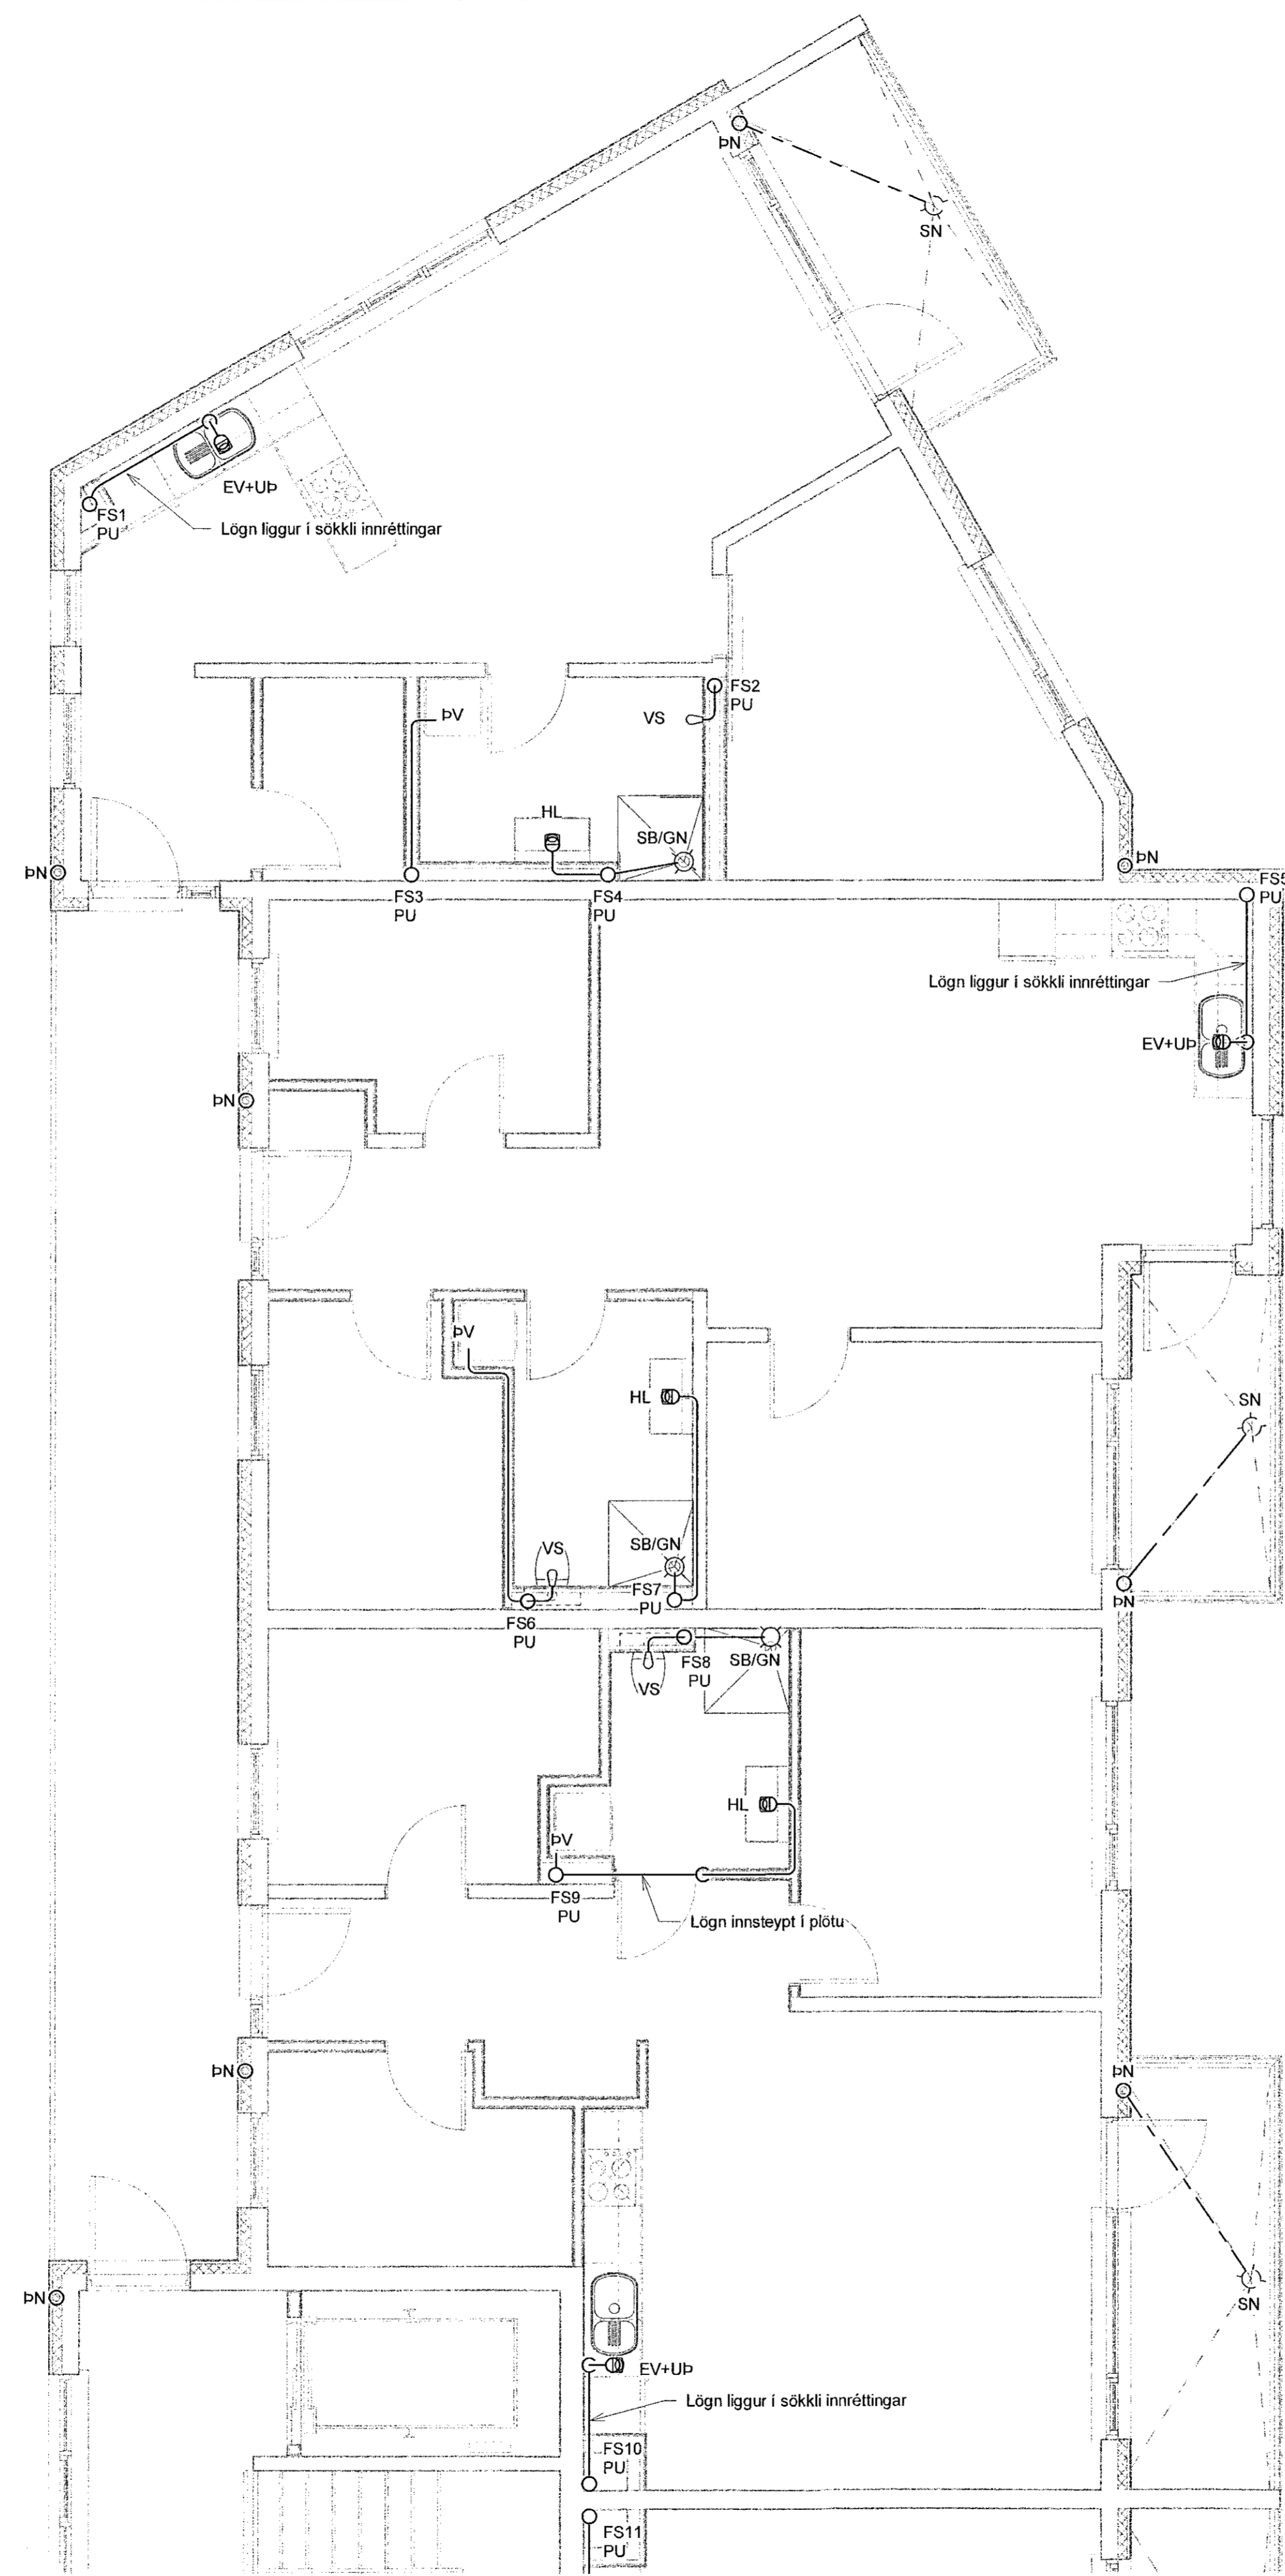 ÞN
SN
EV+UÞ
FS1
PU
Lögn liggur í sökkli innréttingar
FS2
PU
ÞV
VS
HL
SB/GN
ÞN
ÞN
FS3
PU
FS4
PU
FS5
PU
Lögn liggur í sökkli innréttingar
EV+UÞ
ÞN
ÞV
HL
SN
VS
SB/GN
FS7
PU
ÞN
FS6
PU
FS8
PU
SB/GN
VS
HL
ÞV
FS9
PU
Lögn innsteypt í plötu
ÞN
ÞN
ÞN
SN
EV+UÞ
Lögn liggur í sökkli innréttingar
FS10
PU
FS11
PU